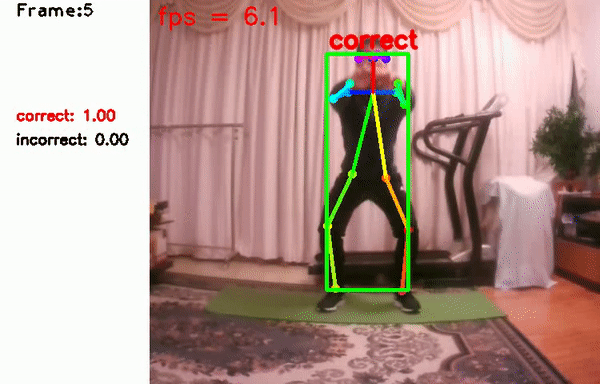 Frame:5
fps = 6.1
correct
correct: 1.00
incorrect: 0.00